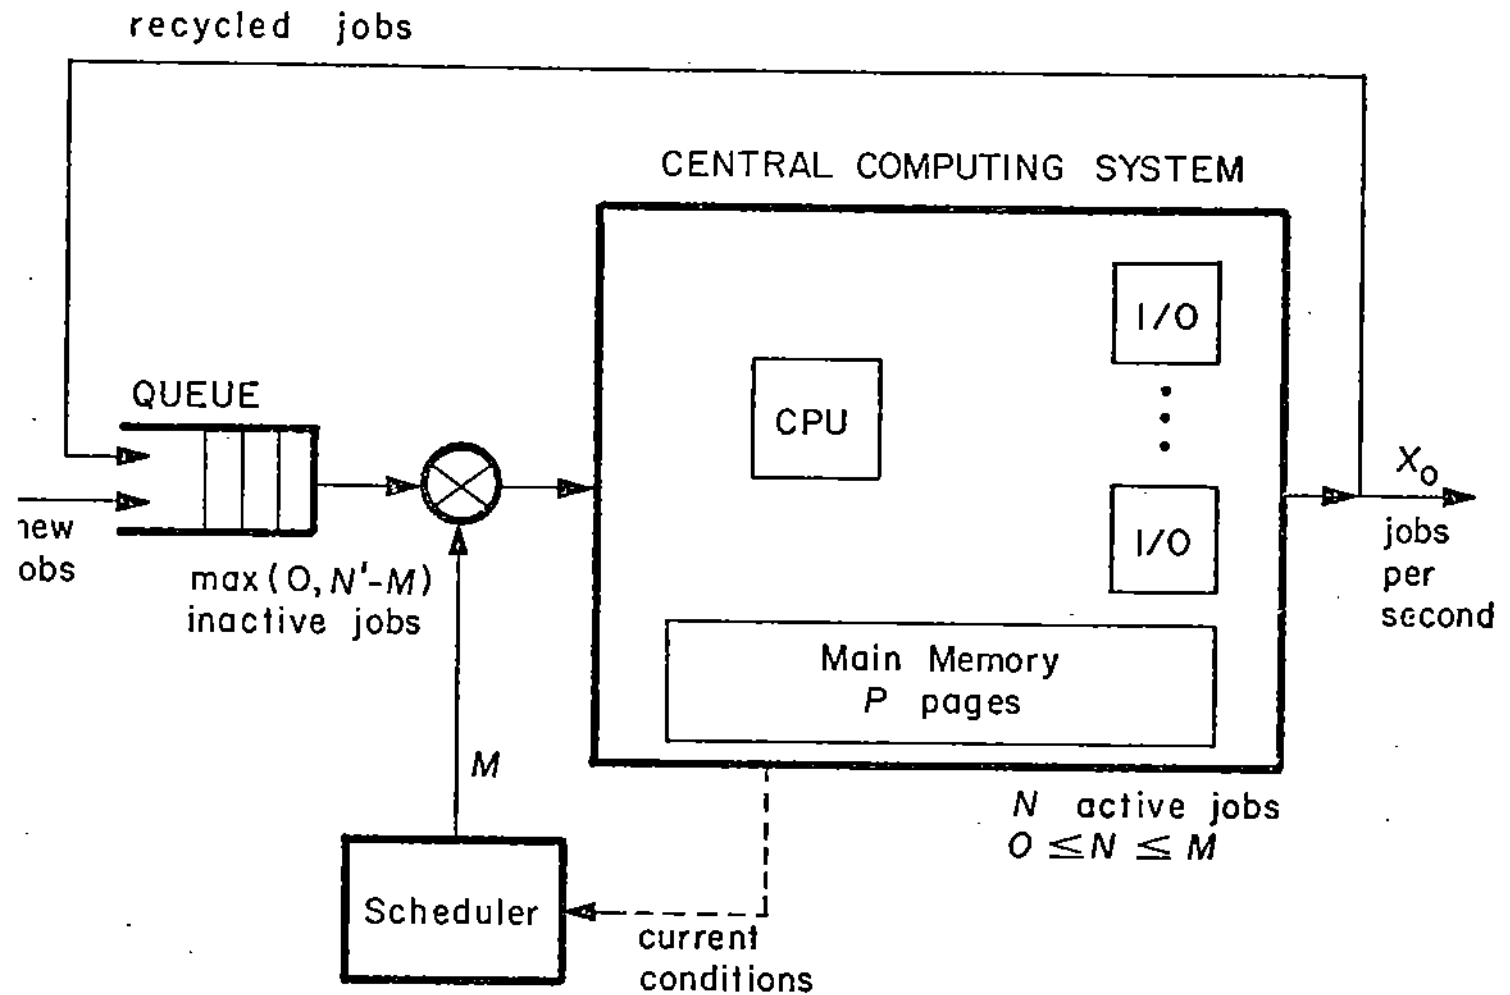 recycled jobs
CENTRAL COMPUTING SYSTEM
I/O
QUEUE
CPU
X₀
jobs
per
second
I/O
max(0, N'-M)
inactive jobs
Main Memory
P pages
M
N active jobs
0 ≤ N ≤ M
Scheduler
current
conditions